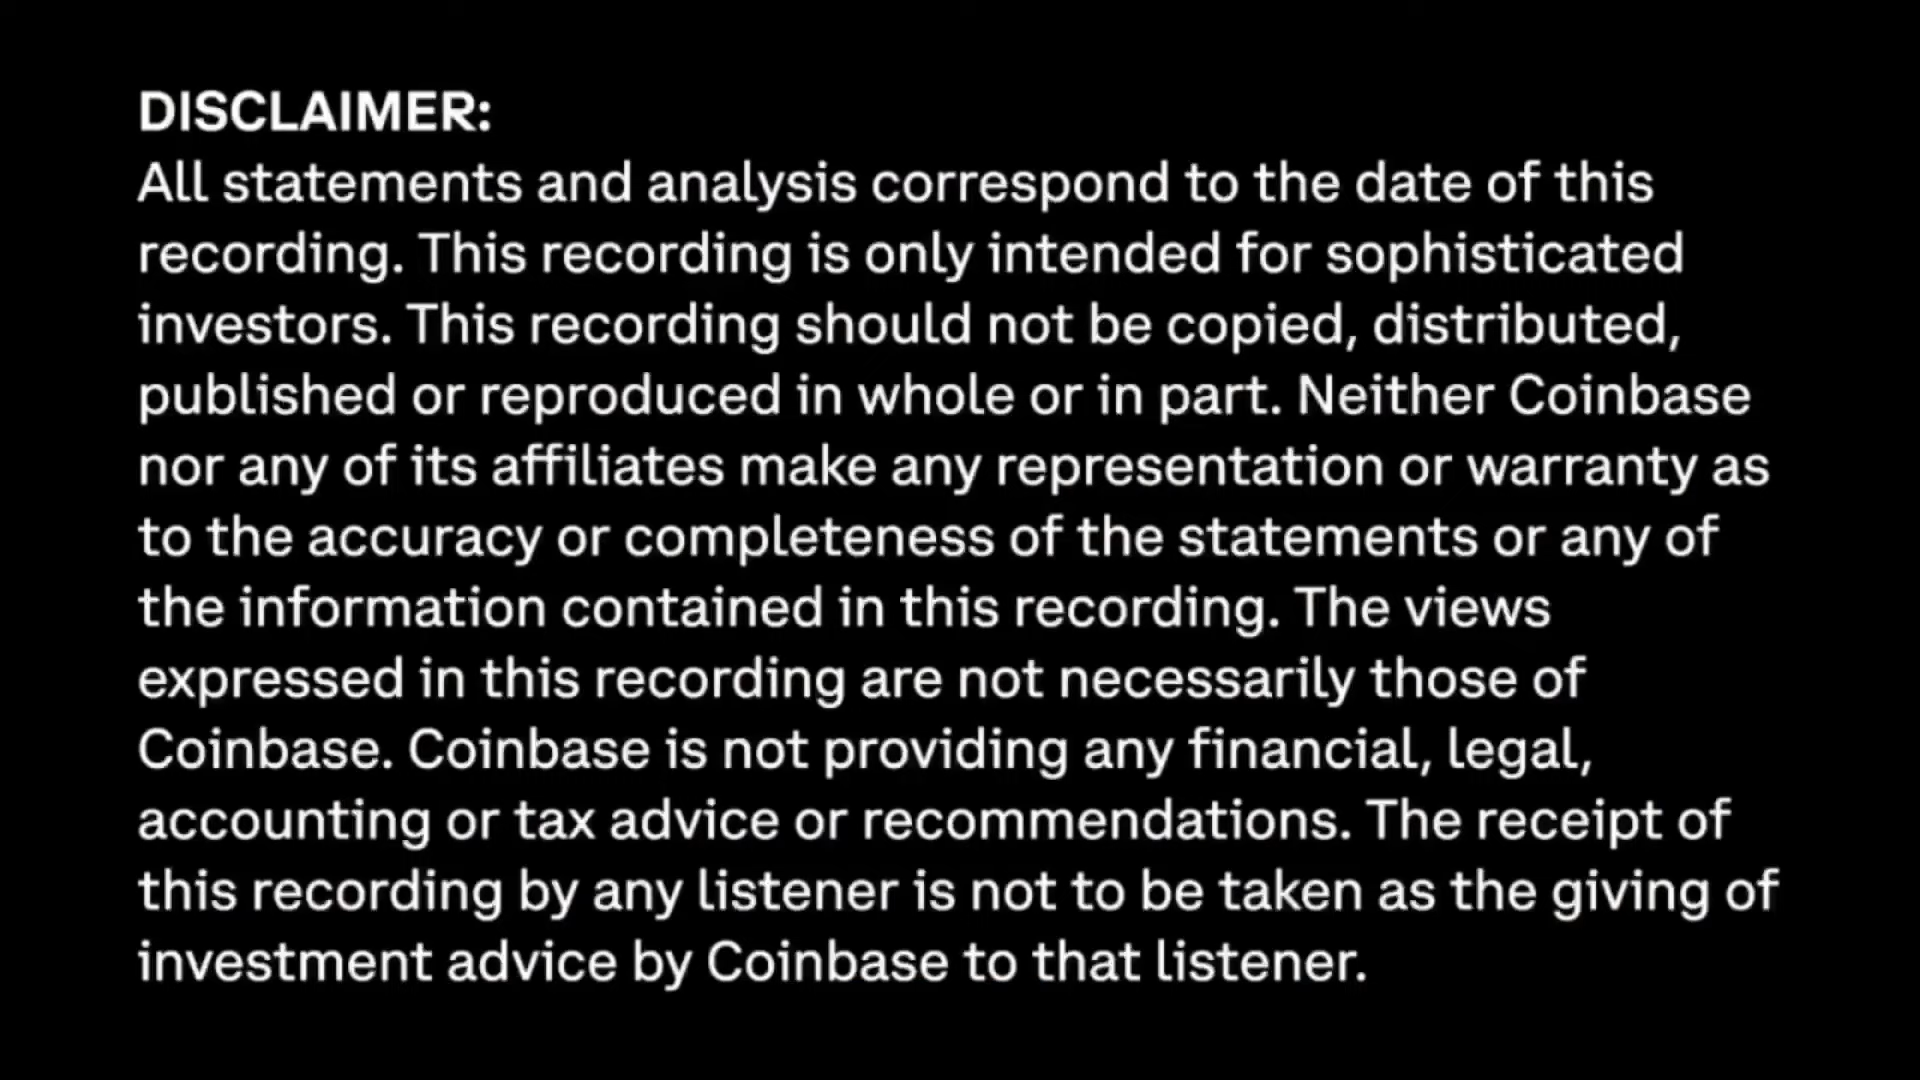 DISCLAIMER:
All statements and analysis correspond to the date of this
recording. This recording is only intended for sophisticated
investors. This recording should not be copied, distributed,
published or reproduced in whole or in part. Neither Coinbase
nor any of its affiliates make any representation or warranty as
to the accuracy or completeness of the statements or any of
the information contained in this recording. The views
expressed in this recording are not necessarily those of
Coinbase. Coinbase is not providing any financial, legal,
accounting or tax advice or recommendations. The receipt of
this recording by any listener is not to be taken as the giving of
investment advice by Coinbase to that listener.